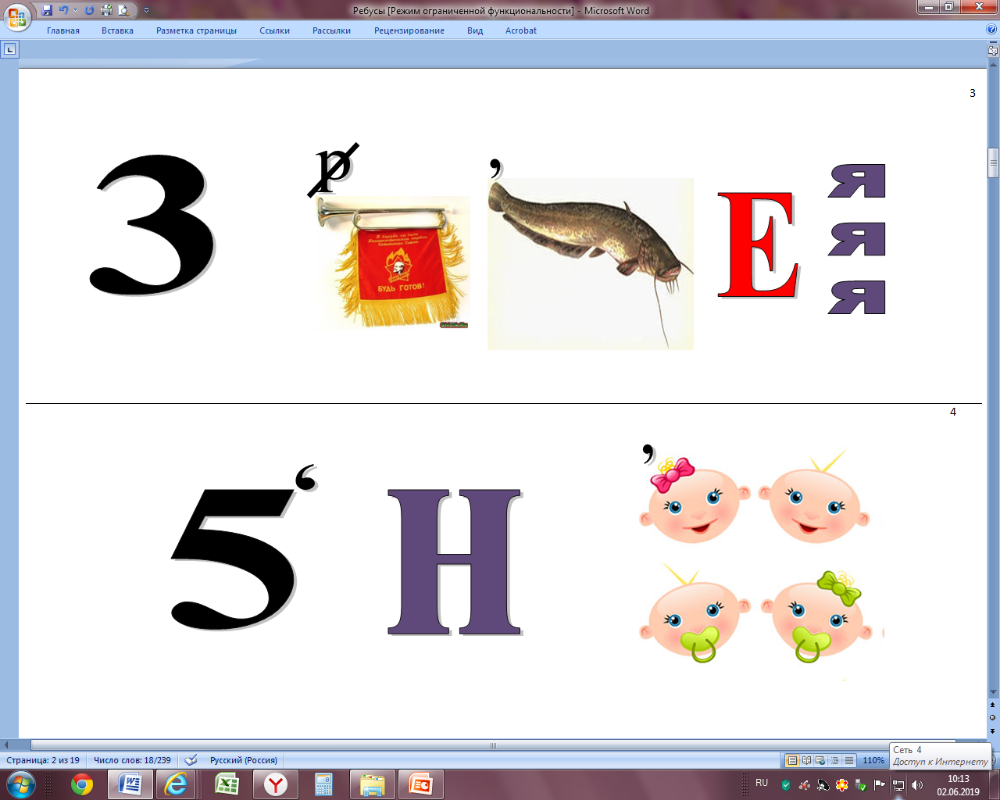 Ребусы [Режим ограниченной функциональности] - Microsoft Word
Главная Вставка Разметка страницы Ссылки Рассылки Рецензирование Вид Acrobat
3
3 р , Е Я
Я
Я
БУДЬ ГОТОВ!
4
5 ‘ Н ,
Страница: 2 из 19 Число слов: 18/239 Русский (Россия) 110%
Сеть 4
Доступ к Интернету
RU 10:13
02.06.2019